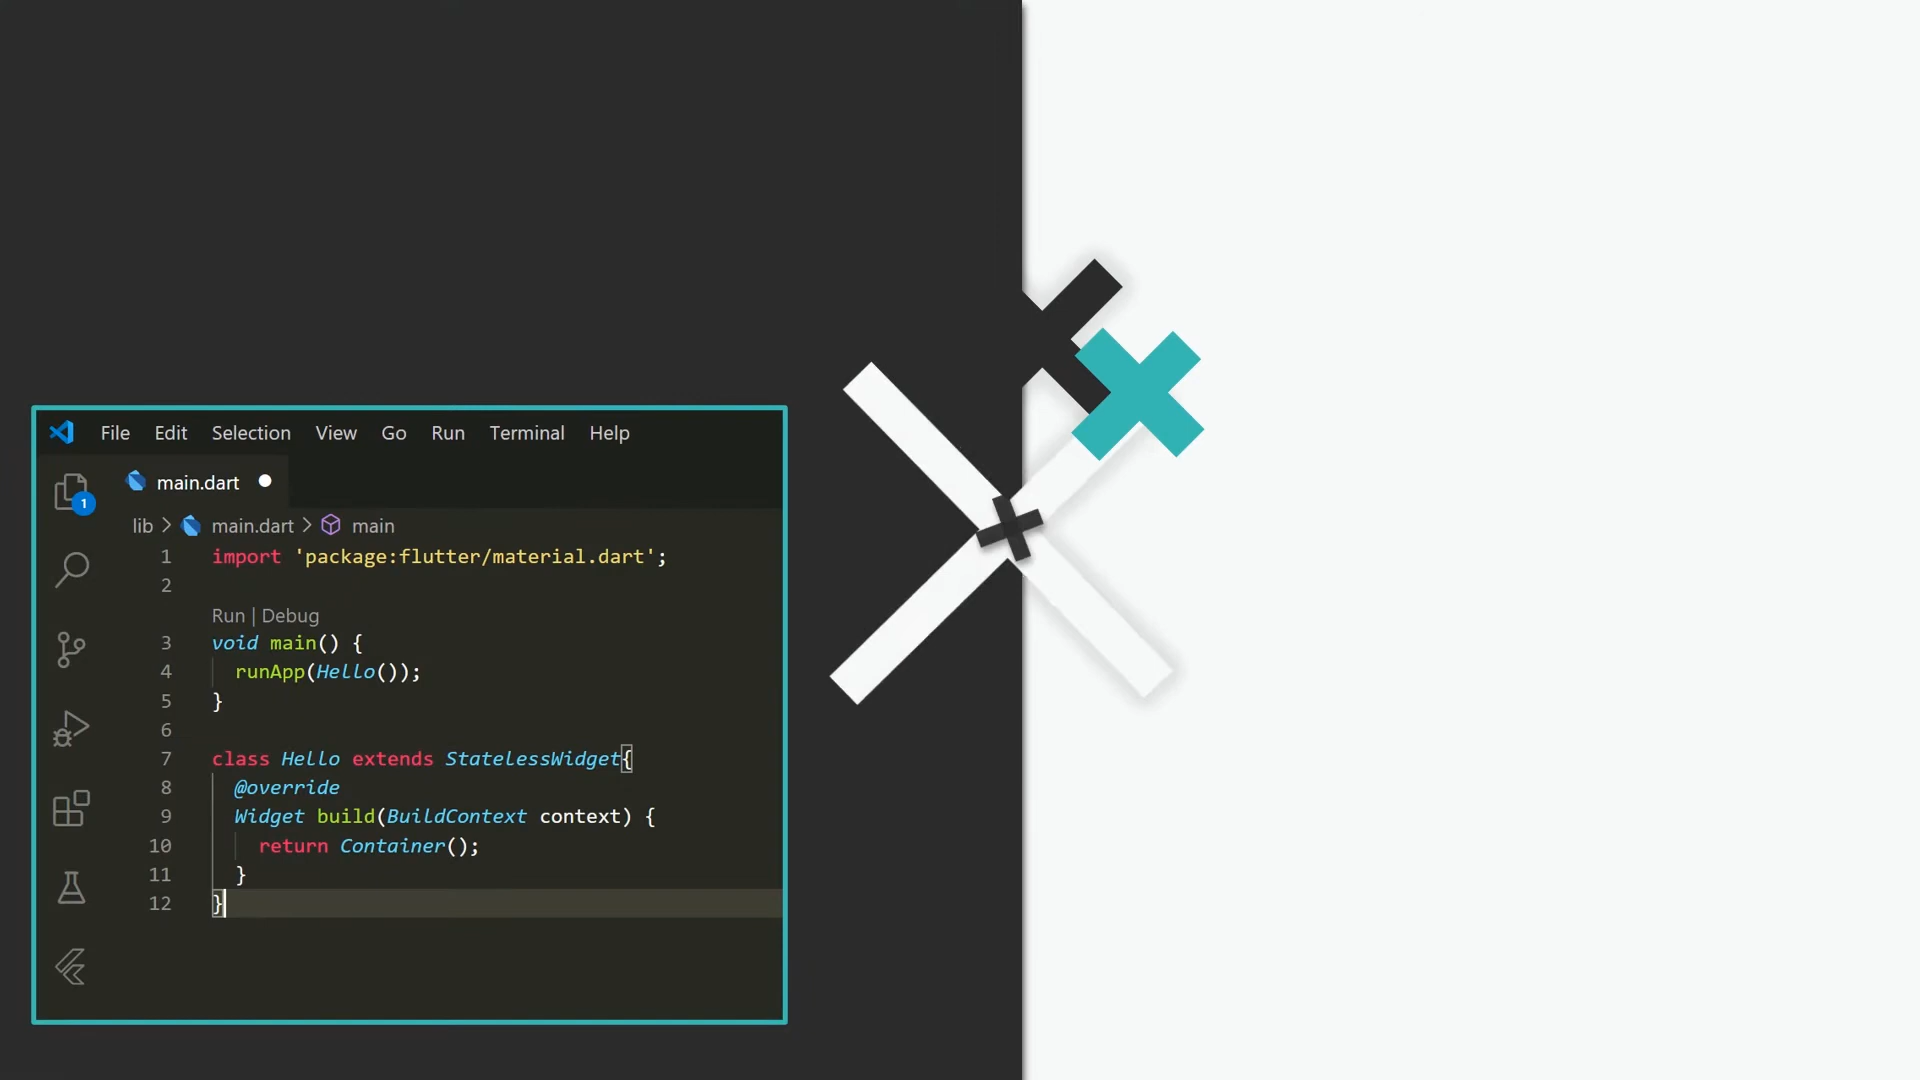 File Edit Selection View Go Run Terminal Help
main.dart
1
lib > main.dart > main
1 import 'package:flutter/material.dart';
2
Run | Debug
3 void main() {
4 runApp(Hello());
5 }
6
7 class Hello extends StatelessWidget{
8 @override
9 Widget build(BuildContext context) {
10 return Container();
11 }
12 }